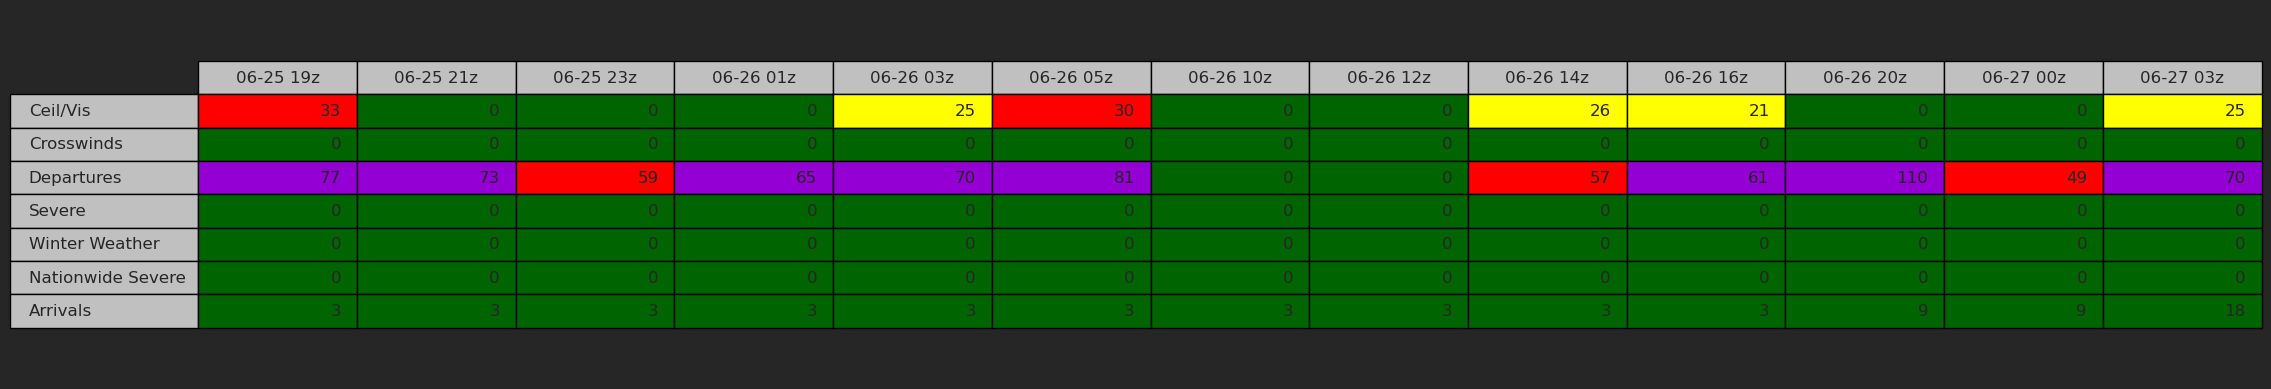 06-25 19z 06-25 21z 06-25 23z 06-26 01z 06-26 03z 06-26 05z 06-26 10z 06-26 12z 06-26 14z 06-26 16z 06-26 20z 06-27 00z 06-27 03z
Ceil/Vis 33 0 0 0 25 30 0 0 26 21 0 0 25
Crosswinds 0 0 0 0 0 0 0 0 0 0 0 0 0
Departures 77 73 59 65 70 81 0 0 57 61 110 49 70
Severe 0 0 0 0 0 0 0 0 0 0 0 0 0
Winter Weather 0 0 0 0 0 0 0 0 0 0 0 0 0
Nationwide Severe 0 0 0 0 0 0 0 0 0 0 0 0 0
Arrivals 3 3 3 3 3 3 3 3 3 3 9 9 18